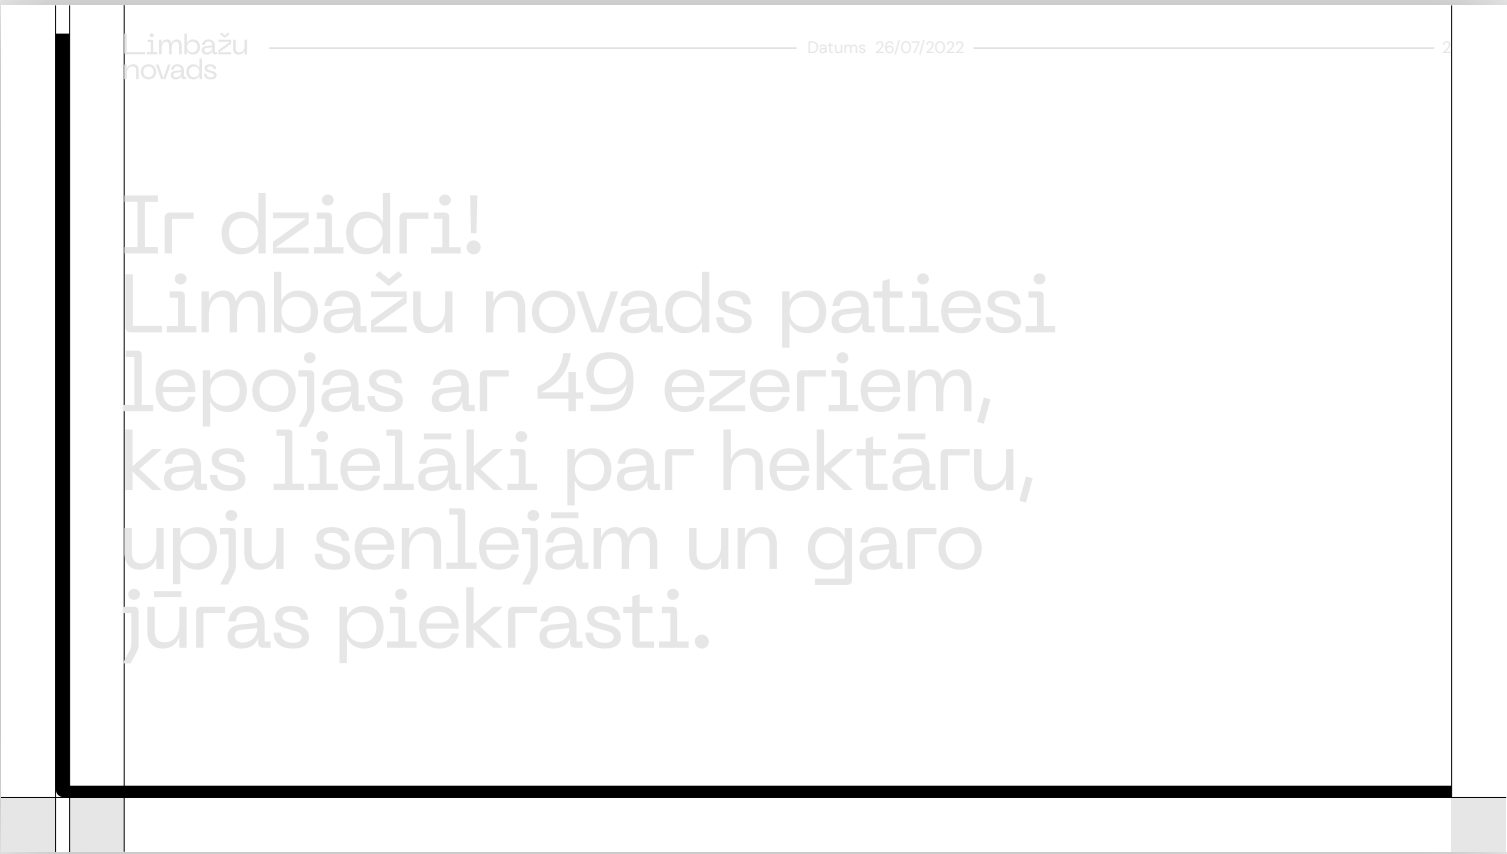 Limbažu
novads
Datums 26/07/2022
2
Ir dzidri!
Limbažu novads patiesi
lepojas ar 49 ezeriem,
kas lielāki par hektāru,
upju senlejām un garo
jūras piekrasti.